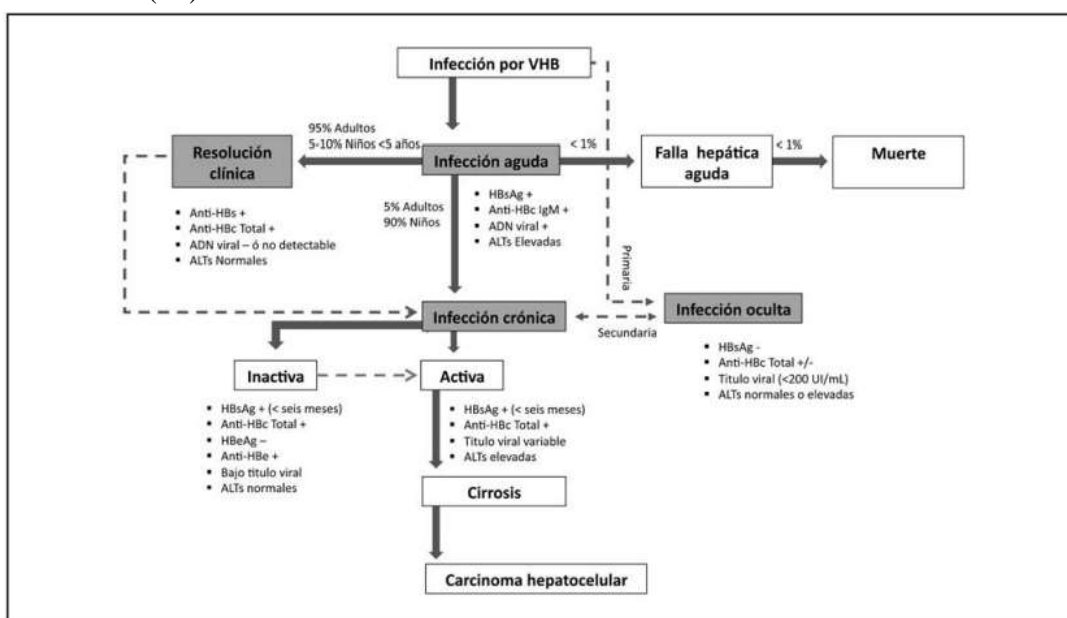 Infección por VHB
95% Adultos
5-10% Niños <5 años
Resolución
clínica
Infección aguda
< 1%
Falla hepática
aguda
< 1%
Muerte
▪ Anti-HBs +
▪ Anti-HBc Total +
▪ ADN viral – ó no detectable
▪ ALTs Normales
5% Adultos
90% Niños
▪ HBsAg +
▪ Anti-HBc IgM +
▪ ADN viral +
▪ ALTs Elevadas
Primaria
Infección crónica
Secundaria
Infección oculta
▪ HBsAg -
▪ Anti-HBc Total +/-
▪ Titulo viral (<200 UI/mL)
▪ ALTs normales o elevadas
Inactiva
Activa
▪ HBsAg + (< seis meses)
▪ Anti-HBc Total +
▪ HBeAg –
▪ Anti-HBe +
▪ Bajo titulo viral
▪ ALTs normales
▪ HBsAg + (< seis meses)
▪ Anti-HBc Total +
▪ Titulo viral variable
▪ ALTs elevadas
Cirrosis
Carcinoma hepatocelular